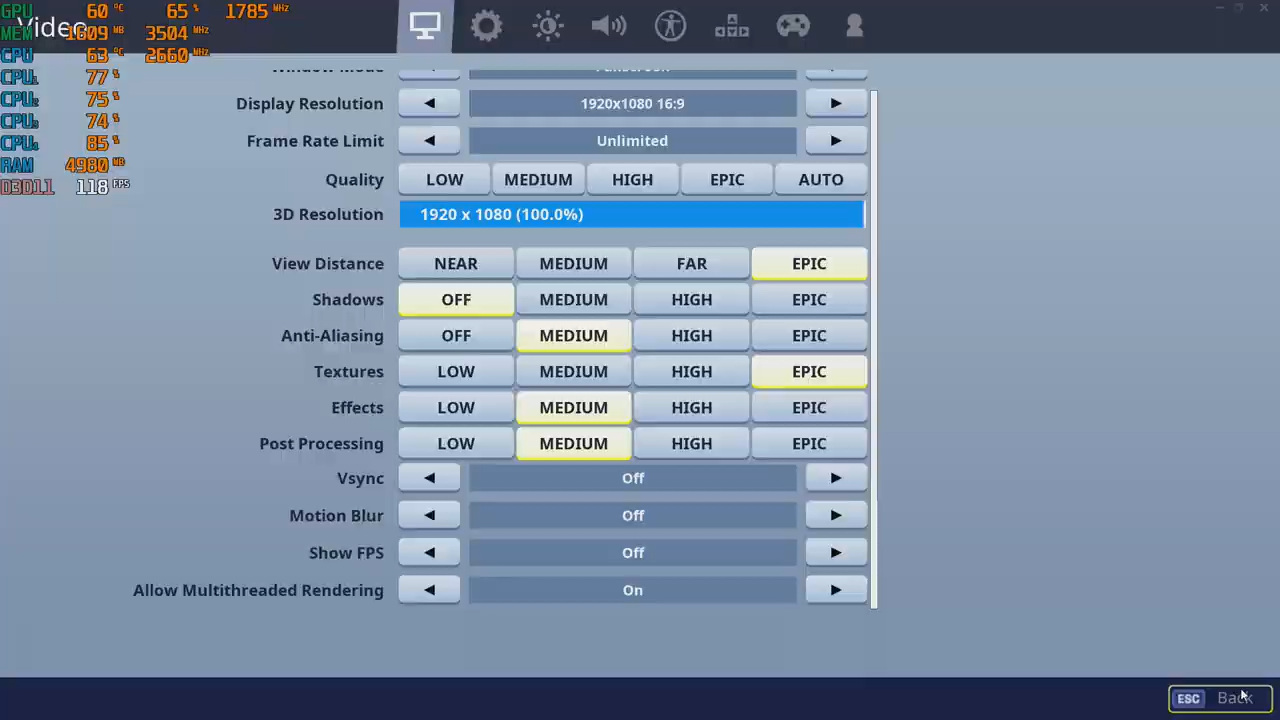 GPU 60 °C 65 % 1785 MHz
Video
MEM 1609 MB 3504 MHz
CPU 63 °C 2660 MHz
CPU1 77 %
CPU2 75 %
CPU3 74 %
CPU4 85 %
RAM 4980 MB
D3D11 118 FPS
Window Mode Fullscreen
Display Resolution 1920x1080 16:9
Frame Rate Limit Unlimited
Quality LOW MEDIUM HIGH EPIC AUTO
3D Resolution 1920 x 1080 (100.0%)
View Distance NEAR MEDIUM FAR EPIC
Shadows OFF MEDIUM HIGH EPIC
Anti-Aliasing OFF MEDIUM HIGH EPIC
Textures LOW MEDIUM HIGH EPIC
Effects LOW MEDIUM HIGH EPIC
Post Processing LOW MEDIUM HIGH EPIC
Vsync Off
Motion Blur Off
Show FPS Off
Allow Multithreaded Rendering On
ESC Back